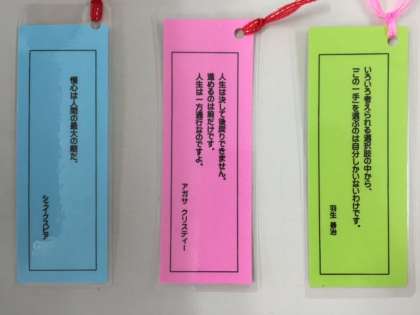 慢心は人間の最大の敵だ。
シェイクスピア
人生は決して後戻りできません。
進めるのは前だけです。
人生は一方通行なのですよ。
アガサ クリスティー
いろいろ考えられる選択肢の中から、
「この一手」を選ぶのは自分しかいないわけです。
羽生 善治